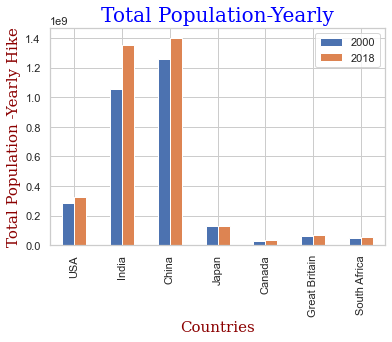 Total Population-Yearly
1e9
1.4
1.2
1.0
0.8
0.6
0.4
0.2
0.0
Total Population -Yearly Hike
2000
2018
USA
India
China
Japan
Canada
Great Britain
South Africa
Countries